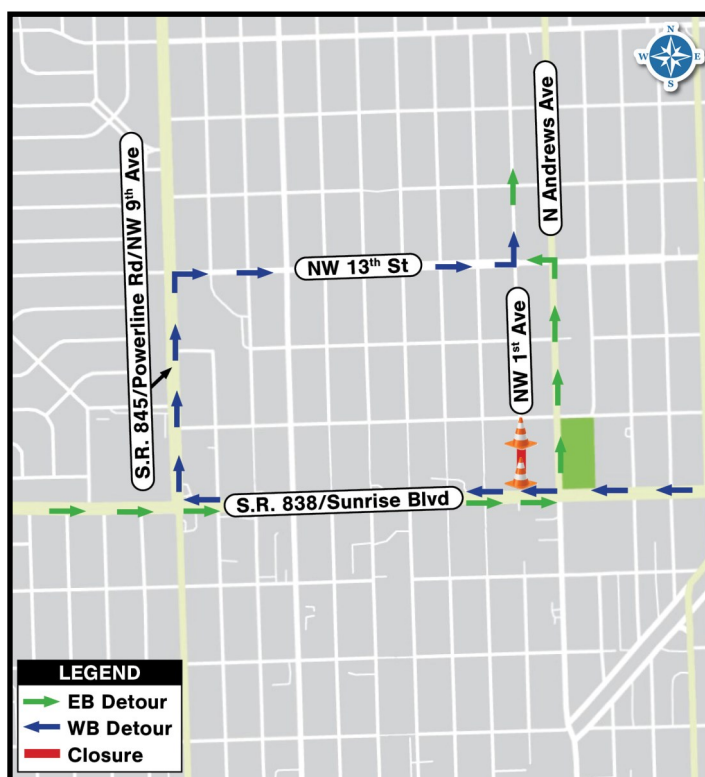 N
W E
S
N Andrews Ave
S.R. 845/Powerline Rd/NW 9th Ave
NW 13th St
NW 1st Ave
S.R. 838/Sunrise Blvd
LEGEND
EB Detour
WB Detour
Closure